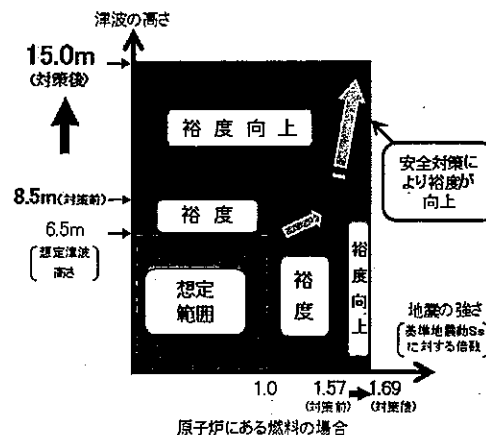 津波の高さ
15.0m
(対策後)
裕度向上
安全対策に
より裕度が
向上
8.5m(対策前)
裕度
6.5m
想定津波
高さ
想定
範囲
裕度
裕度向上
地震の強さ
基準地震動Ss
に対する倍数
1.0
1.57
1.69
(対策前)
(対策後)
原子炉にある燃料の場合